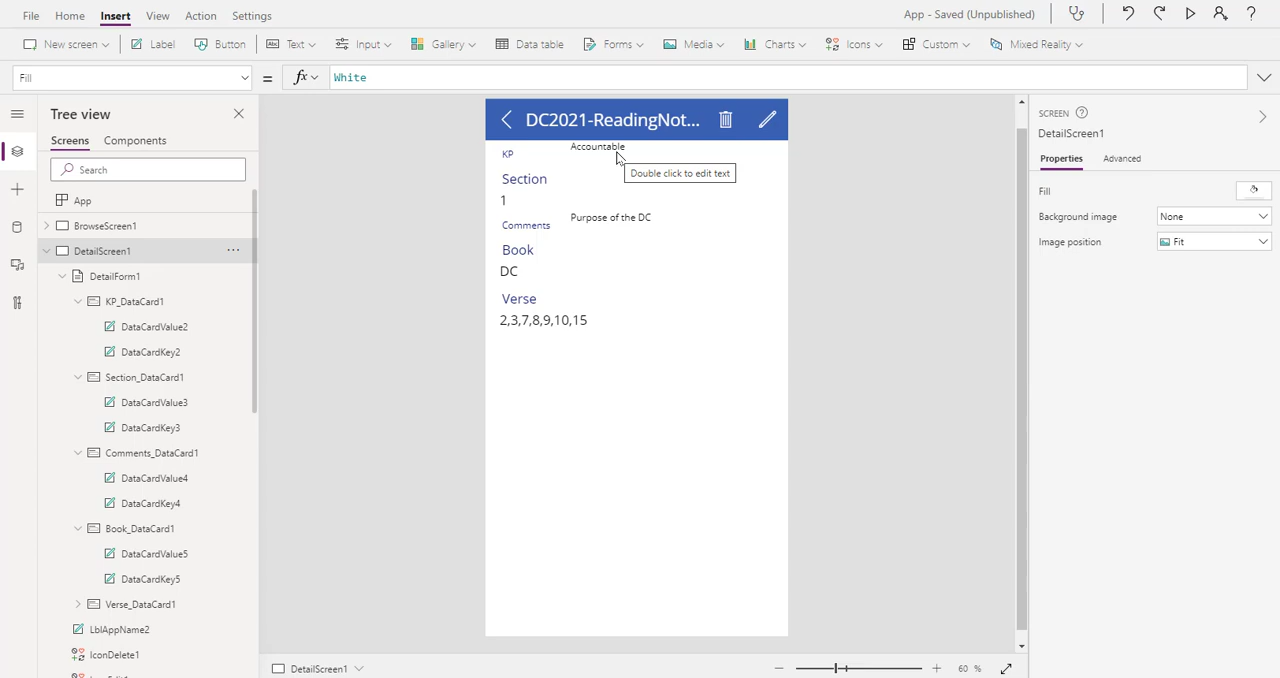 File Home Insert View Action Settings App - Saved (Unpublished) ?
New screen Label Button Text Input Gallery Data table Forms Media Charts Icons Custom Mixed Reality
Fill = fx White
Tree view
Screens Components
Search
App
BrowseScreen1
DetailScreen1 ...
DetailForm1
KP_DataCard1
DataCardValue2
DataCardKey2
Section_DataCard1
DataCardValue3
DataCardKey3
Comments_DataCard1
DataCardValue4
DataCardKey4
Book_DataCard1
DataCardValue5
DataCardKey5
Verse_DataCard1
LblAppName2
IconDelete1
DC2021-ReadingNot...
Accountable
KP
Double click to edit text
Section
1
Purpose of the DC
Comments
Book
DC
Verse
2,3,7,8,9,10,15
DetailScreen1 60 %
SCREEN ?
DetailScreen1
Properties Advanced
Fill
Background image None
Image position Fit